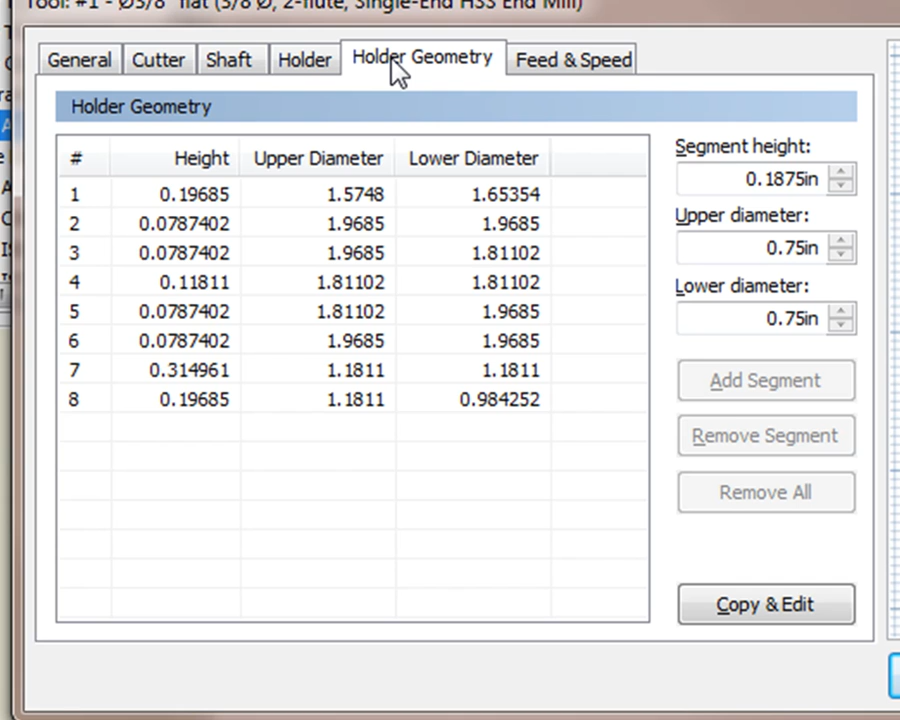 Tool: #1 - Ø3/8" flat (3/8 Ø, 2-flute, Single-End HSS End Mill)
General Cutter Shaft Holder Holder Geometry Feed & Speed
Holder Geometry
# Height Upper Diameter Lower Diameter
1 0.19685 1.5748 1.65354
2 0.0787402 1.9685 1.9685
3 0.0787402 1.9685 1.81102
4 0.11811 1.81102 1.81102
5 0.0787402 1.81102 1.9685
6 0.0787402 1.9685 1.9685
7 0.314961 1.1811 1.1811
8 0.19685 1.1811 0.984252
Segment height:
0.1875in
Upper diameter:
0.75in
Lower diameter:
0.75in
Add Segment
Remove Segment
Remove All
Copy & Edit